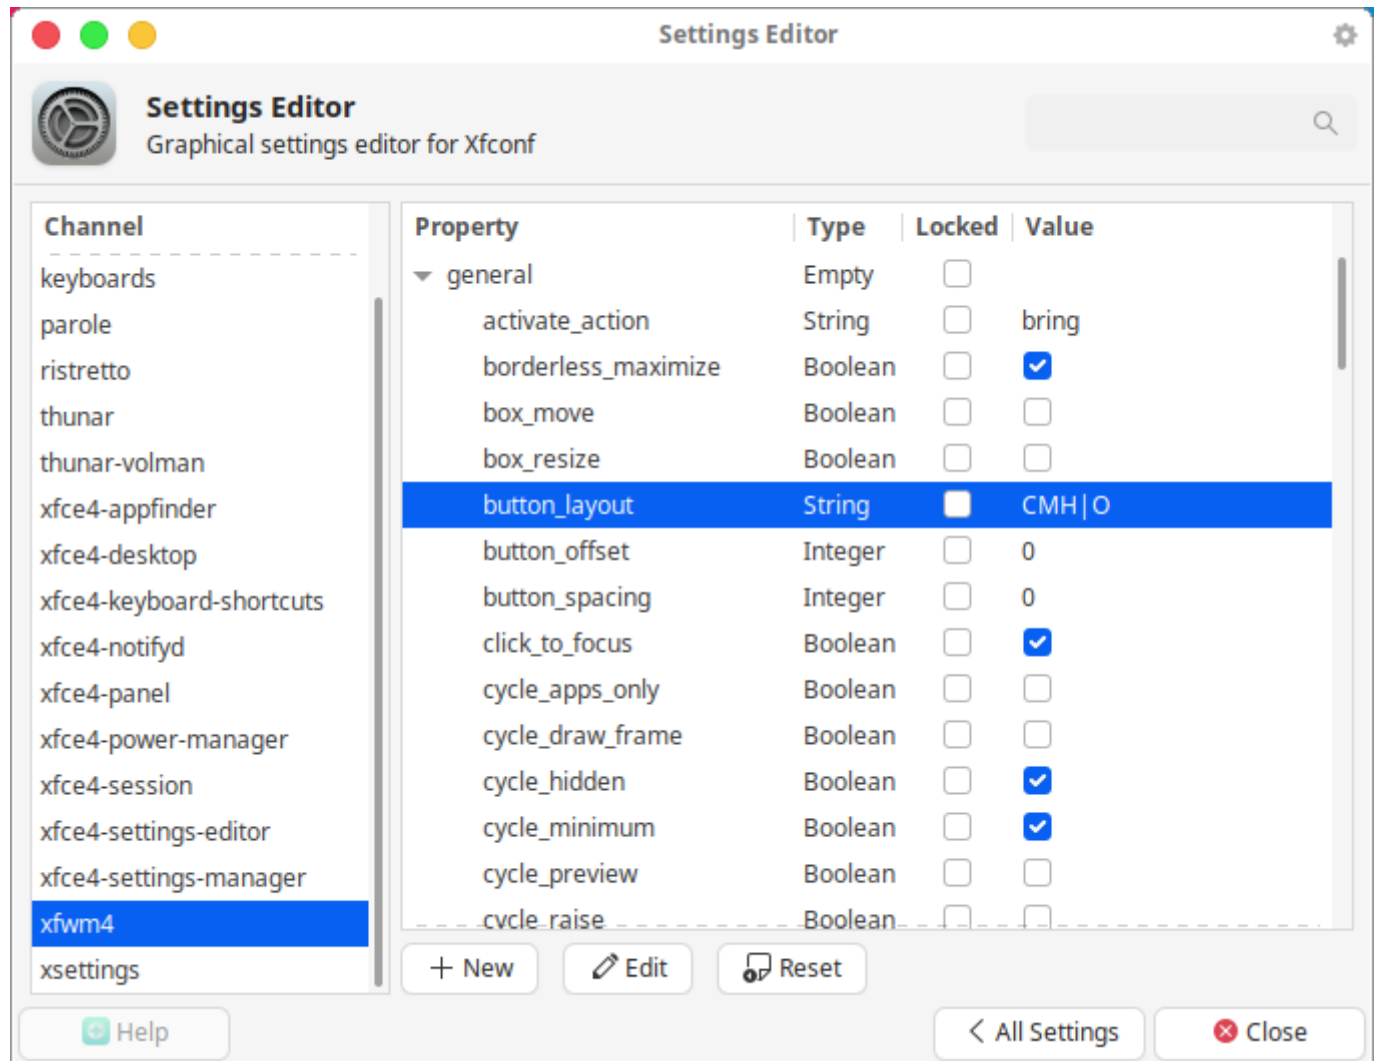 Settings Editor
Settings Editor
Graphical settings editor for Xfconf
Channel
keyboards
parole
ristretto
thunar
thunar-volman
xfce4-appfinder
xfce4-desktop
xfce4-keyboard-shortcuts
xfce4-notifyd
xfce4-panel
xfce4-power-manager
xfce4-session
xfce4-settings-editor
xfce4-settings-manager
xfwm4
xsettings
Property Type Locked Value
general Empty
activate_action String bring
borderless_maximize Boolean
box_move Boolean
box_resize Boolean
button_layout String CMH|O
button_offset Integer 0
button_spacing Integer 0
click_to_focus Boolean
cycle_apps_only Boolean
cycle_draw_frame Boolean
cycle_hidden Boolean
cycle_minimum Boolean
cycle_preview Boolean
cycle_raise Boolean
New Edit Reset
Help All Settings Close